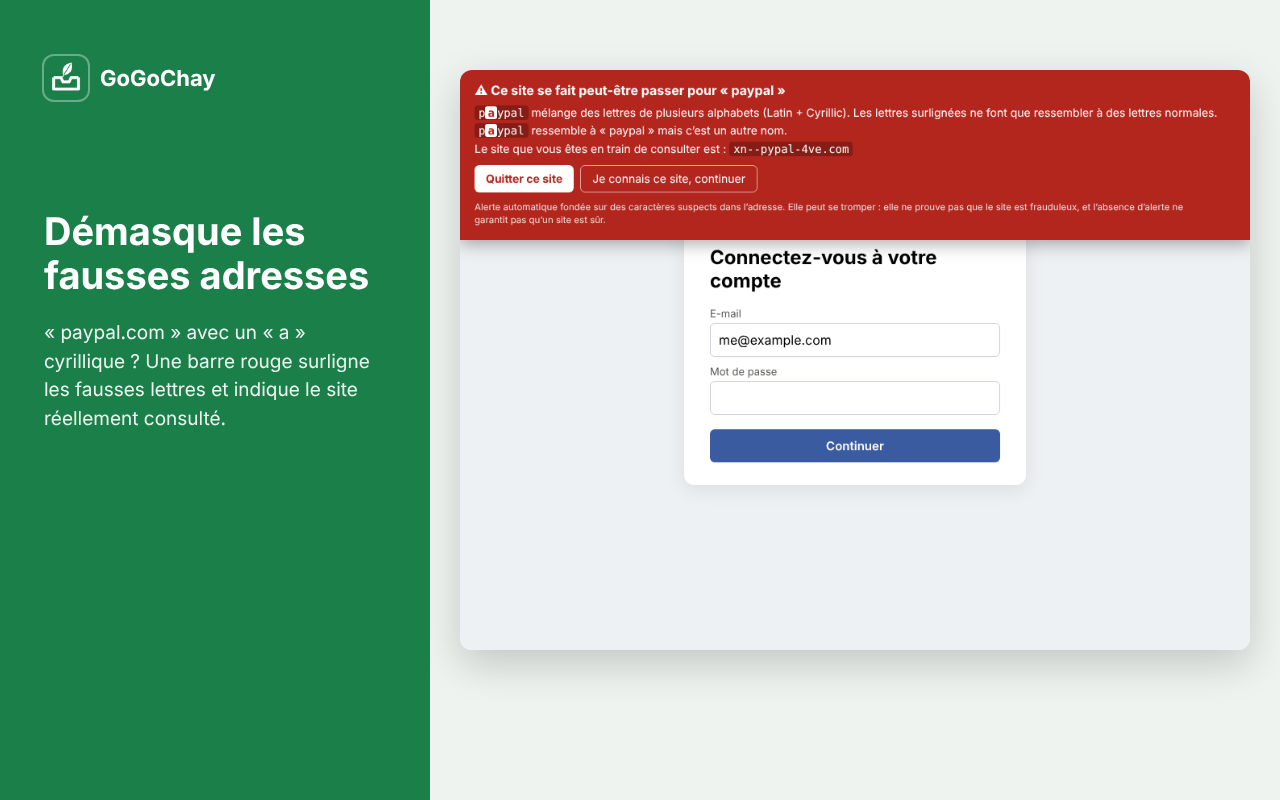 GoGoChay
Démasque les
fausses adresses
« paypal.com » avec un « a »
cyrillique ? Une barre rouge surligne
les fausses lettres et indique le site
réellement consulté.
⚠ Ce site se fait peut-être passer pour « paypal »
pаypal mélange des lettres de plusieurs alphabets (Latin + Cyrillic). Les lettres surlignées ne font que ressembler à des lettres normales.
pаypal ressemble à « paypal » mais c’est un autre nom.
Le site que vous êtes en train de consulter est : xn--pypal-4ve.com
Quitter ce site
Je connais ce site, continuer
Alerte automatique fondée sur des caractères suspects dans l’adresse. Elle peut se tromper : elle ne prouve pas que le site est frauduleux, et l’absence d’alerte ne
garantit pas qu’un site est sûr.
Connectez-vous à votre
compte
E-mail
me@example.com
Mot de passe
Continuer